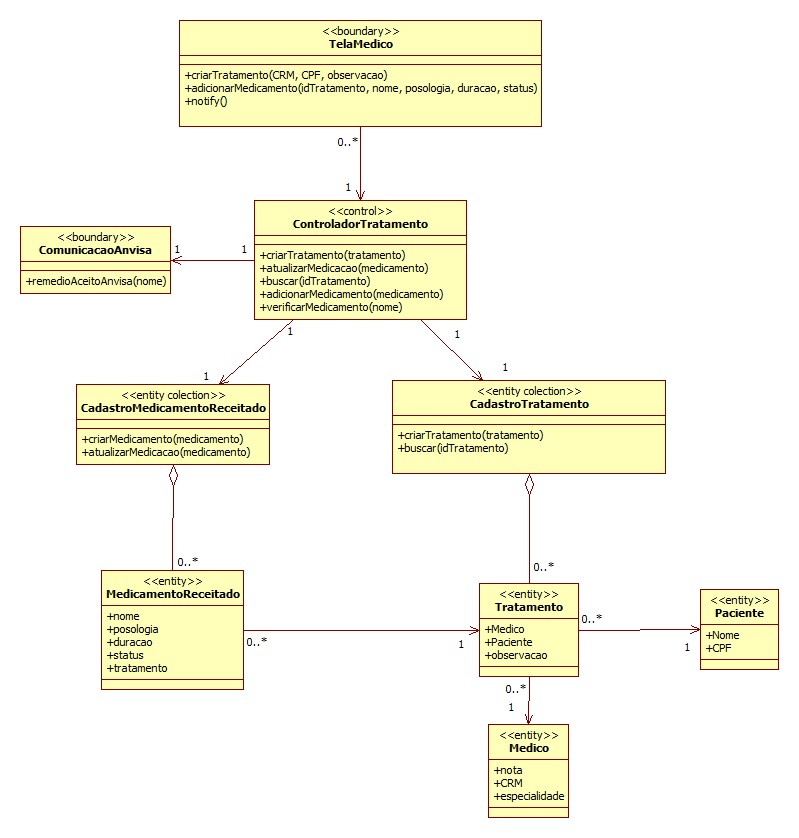 <<boundary>>
TelaMedico
+criarTratamento(CRM, CPF, observacao)
+adicionarMedicamento(idTratamento, nome, posologia, duracao, status)
+notify()
0..*
1
<<control>>
ControladorTratamento
+criarTratamento(tratamento)
+atualizarMedicacao(medicamento)
+buscar(idTratamento)
+adicionarMedicamento(medicamento)
+verificarMedicamento(nome)
<<boundary>>
ComunicacaoAnvisa
+remedioAceitoAnvisa(nome)
1
1
1
1
1
1
<<entity colection>>
CadastroMedicamentoReceitado
+criarMedicamento(medicamento)
+atualizarMedicacao(medicamento)
<<entity colection>>
CadastroTratamento
+criarTratamento(tratamento)
+buscar(idTratamento)
0..*
0..*
<<entity>>
MedicamentoReceitado
+nome
+posologia
+duracao
+status
+tratamento
0..*
1
<<entity>>
Tratamento
+Medico
+Paciente
+observacao
0..*
1
<<entity>>
Paciente
+Nome
+CPF
0..*
1
<<entity>>
Medico
+nota
+CRM
+especialidade